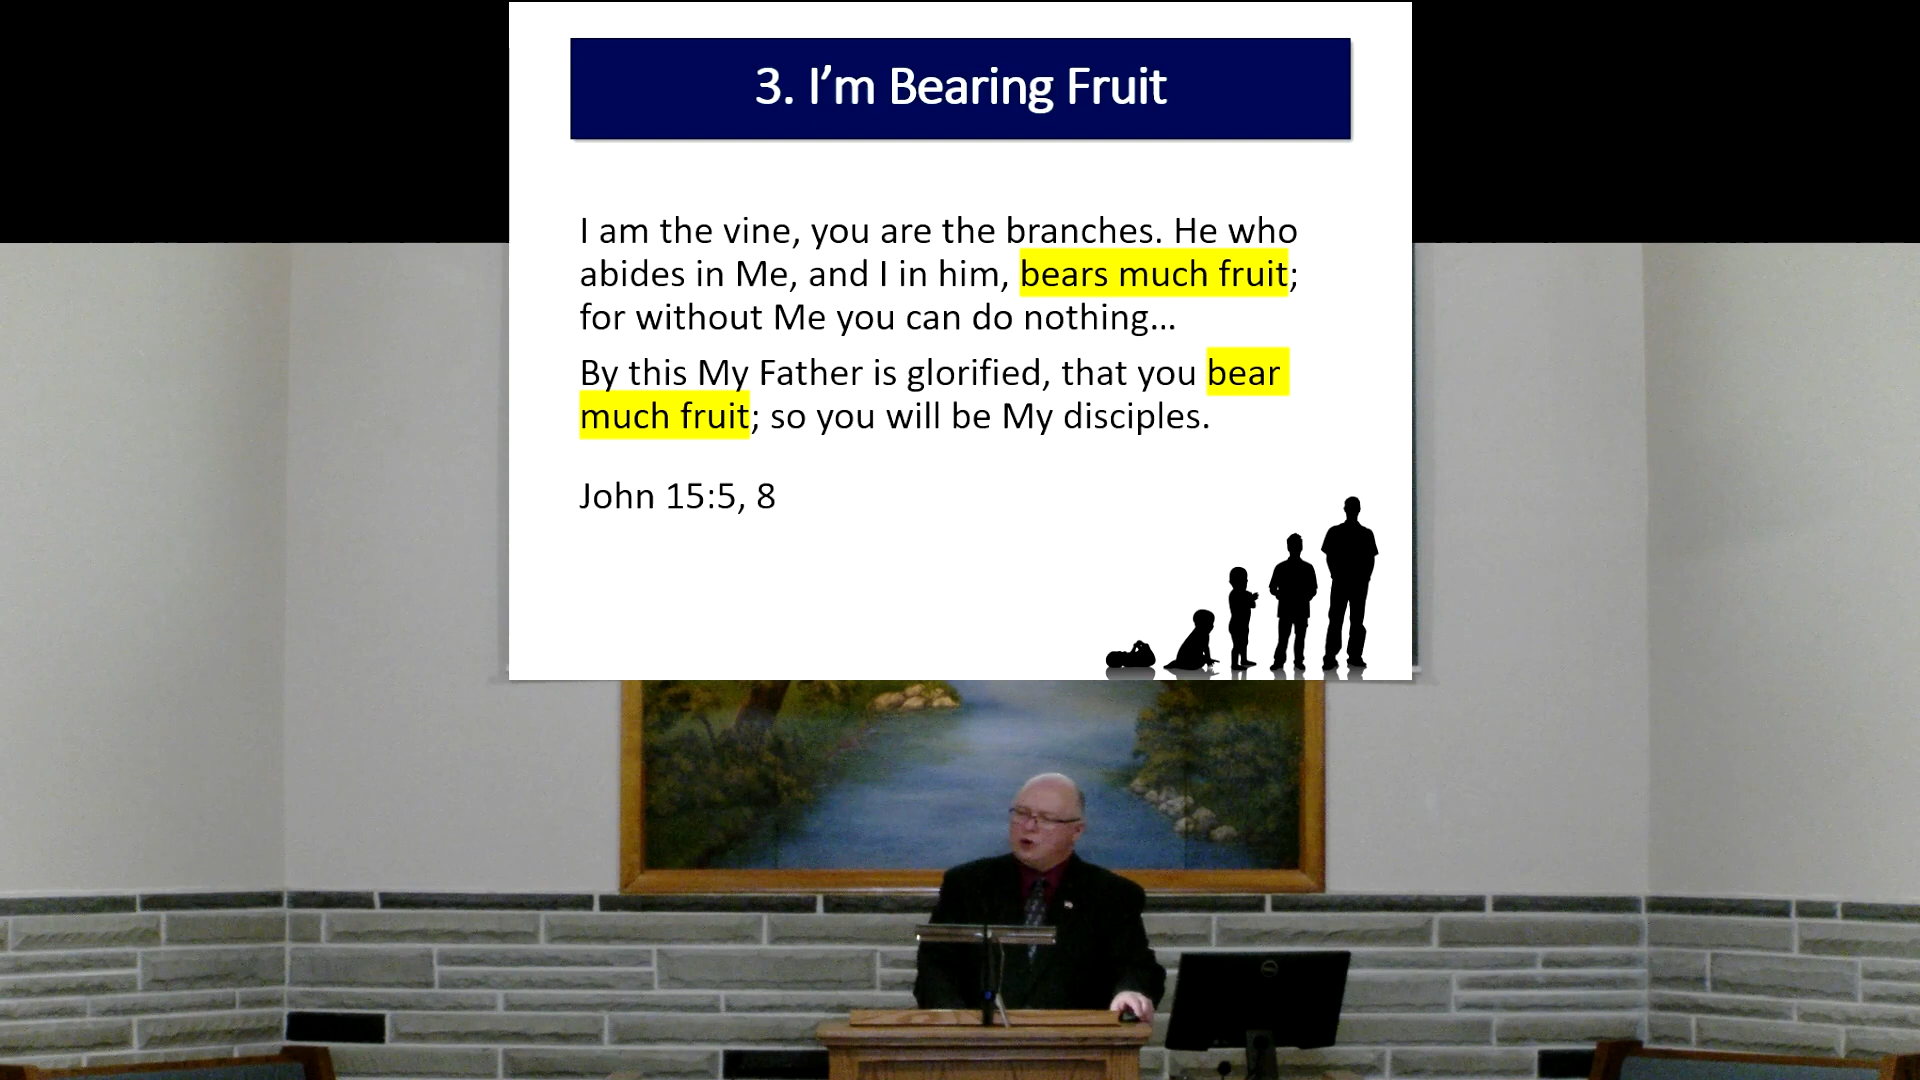 3. I’m Bearing Fruit
I am the vine, you are the branches. He who
abides in Me, and I in him, bears much fruit;
for without Me you can do nothing…
By this My Father is glorified, that you bear
much fruit; so you will be My disciples.
John 15:5, 8
DELL